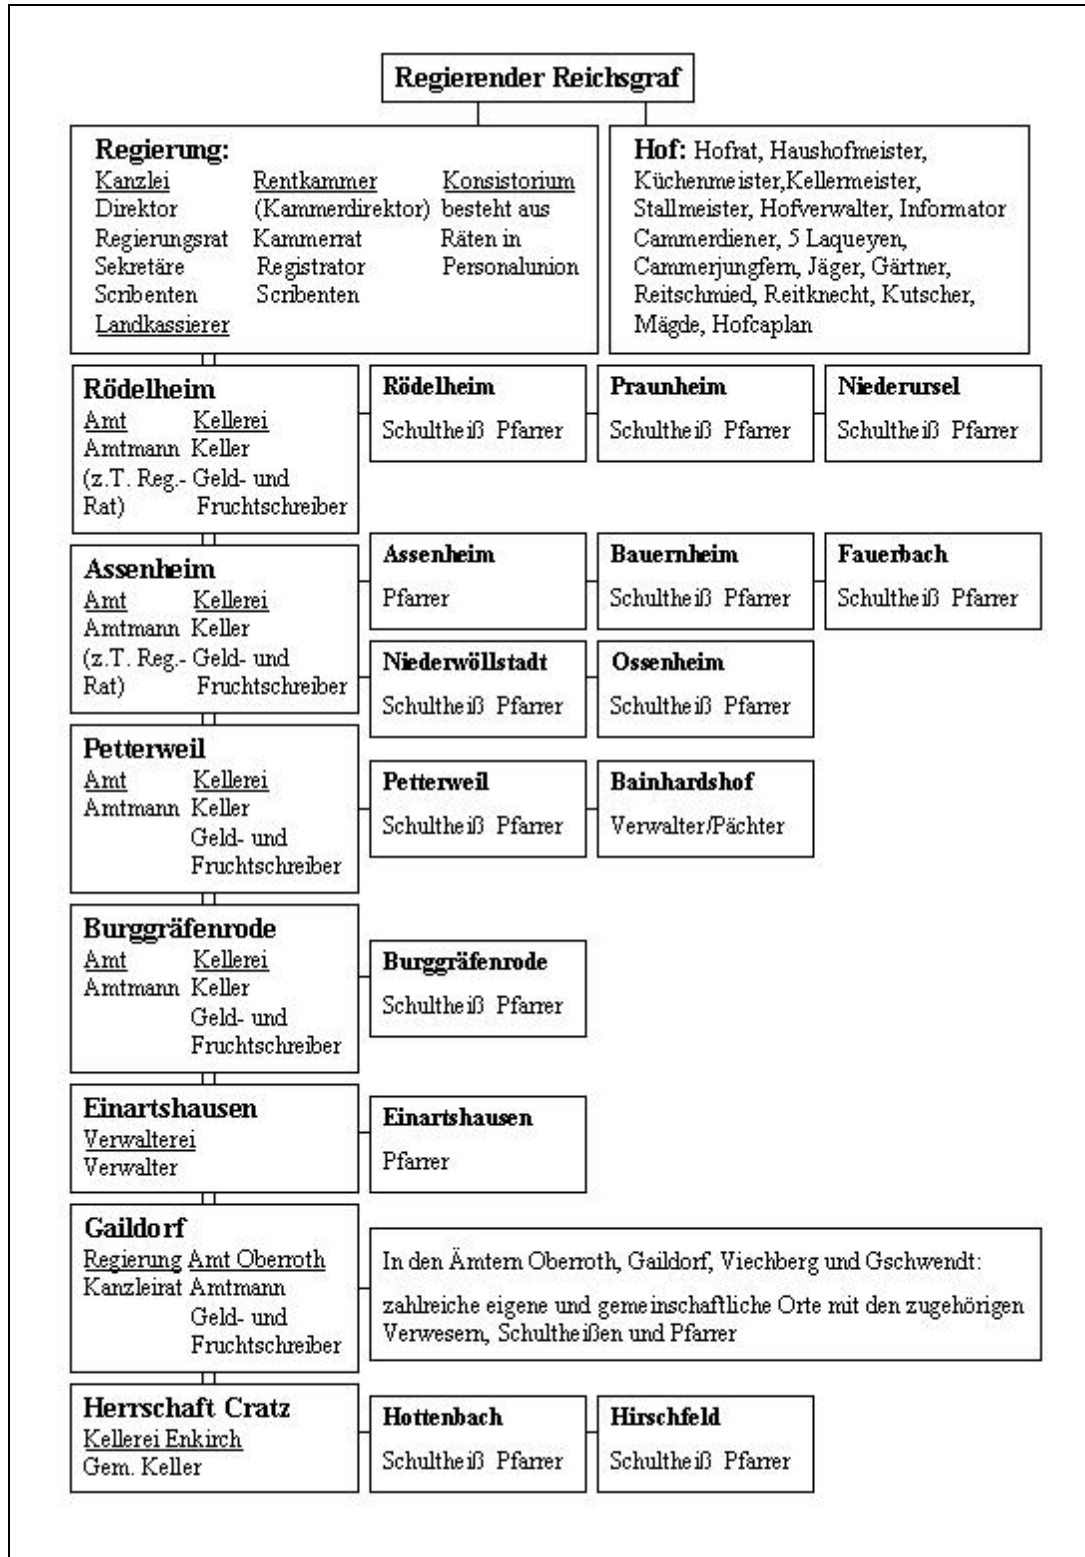 Regierender Reichsgraf
Regierung:
Kanzlei Rentkammer Konsistorium
Direktor (Kammerdirektor) besteht aus
Regierungsrat Kammerrat Räten in
Sekretäre Registrator Personalunion
Scribenten Scribenten
Landkassierer
Hof: Hofrat, Haushofmeister,
Küchenmeister,Kellermeister,
Stallmeister, Hofverwalter, Informator
Cammerdiener, 5 Laqueyen,
Cammerjungfern, Jäger, Gärtner,
Reitschmied, Reitknecht, Kutscher,
Mägde, Hofcaplan
Rödelheim
Amt Kellerei
Amtmann Keller
(z.T. Reg.- Geld- und
Rat) Fruchtschreiber
Rödelheim
Schultheiß Pfarrer
Praunheim
Schultheiß Pfarrer
Niederursel
Schultheiß Pfarrer
Assenheim
Amt Kellerei
Amtmann Keller
(z.T. Reg.- Geld- und
Rat) Fruchtschreiber
Assenheim
Pfarrer
Bauernheim
Schultheiß Pfarrer
Fauerbach
Schultheiß Pfarrer
Niederwöllstadt
Schultheiß Pfarrer
Ossenheim
Schultheiß Pfarrer
Petterweil
Amt Kellerei
Amtmann Keller
Geld- und
Fruchtschreiber
Petterweil
Schultheiß Pfarrer
Bainhardshof
Verwalter/Pächter
Burggräfenrode
Amt Kellerei
Amtmann Keller
Geld- und
Fruchtschreiber
Burggräfenrode
Schultheiß Pfarrer
Einartshausen
Verwalterei
Verwalter
Einartshausen
Pfarrer
Gaildorf
Regierung Amt Oberroth
Kanzleirat Amtmann
Geld- und
Fruchtschreiber
In den Ämtern Oberroth, Gaildorf, Viechberg und Gschwendt:
zahlreiche eigene und gemeinschaftliche Orte mit den zugehörigen
Verwesern, Schultheißen und Pfarrer
Herrschaft Cratz
Kellerei Enkirch
Gem. Keller
Hottenbach
Schultheiß Pfarrer
Hirschfeld
Schultheiß Pfarrer